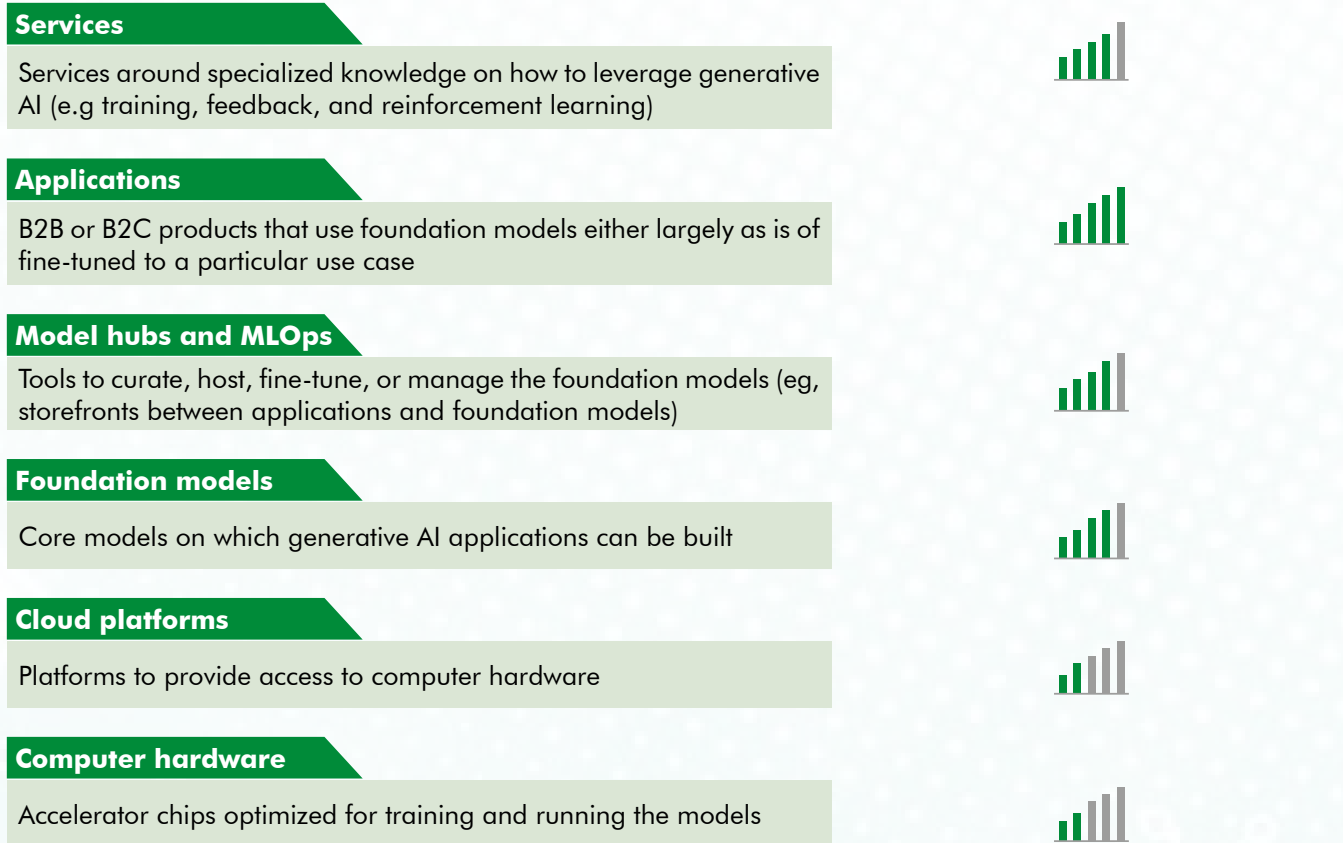 Services
Services around specialized knowledge on how to leverage generative
AI (e.g training, feedback, and reinforcement learning)
Applications
B2B or B2C products that use foundation models either largely as is of
fine-tuned to a particular use case
Model hubs and MLOps
Tools to curate, host, fine-tune, or manage the foundation models (eg,
storefronts between applications and foundation models)
Foundation models
Core models on which generative AI applications can be built
Cloud platforms
Platforms to provide access to computer hardware
Computer hardware
Accelerator chips optimized for training and running the models